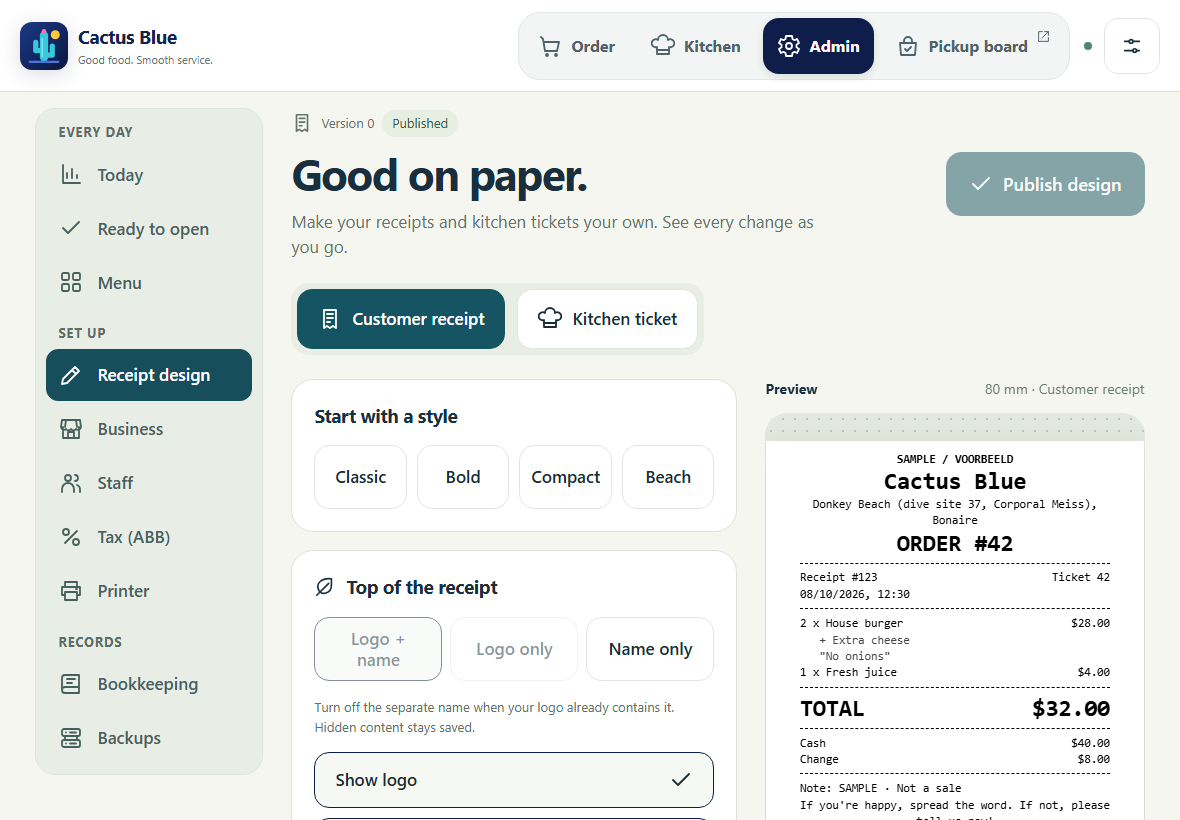 Cactus Blue
Good food. Smooth service.
Order
Kitchen
Admin
Pickup board
EVERY DAY
Today
Ready to open
Menu
SET UP
Receipt design
Business
Staff
Tax (ABB)
Printer
RECORDS
Bookkeeping
Backups
Version 0
Published
Good on paper.
Make your receipts and kitchen tickets your own. See every change as
you go.
Publish design
Customer receipt
Kitchen ticket
Start with a style
Classic
Bold
Compact
Beach
Top of the receipt
Logo +
name
Logo only
Name only
Turn off the separate name when your logo already contains it.
Hidden content stays saved.
Show logo
Preview
80 mm · Customer receipt
SAMPLE / VOORBEELD
Cactus Blue
Donkey Beach (dive site 37, Corporal Meiss),
Bonaire
ORDER #42
Receipt #123 Ticket 42
08/10/2026, 12:30
2 x House burger $28.00
+ Extra cheese
"No onions"
1 x Fresh juice $4.00
TOTAL $32.00
Cash $40.00
Change $8.00
Note: SAMPLE · Not a sale
If you're happy, spread the word. If not, please